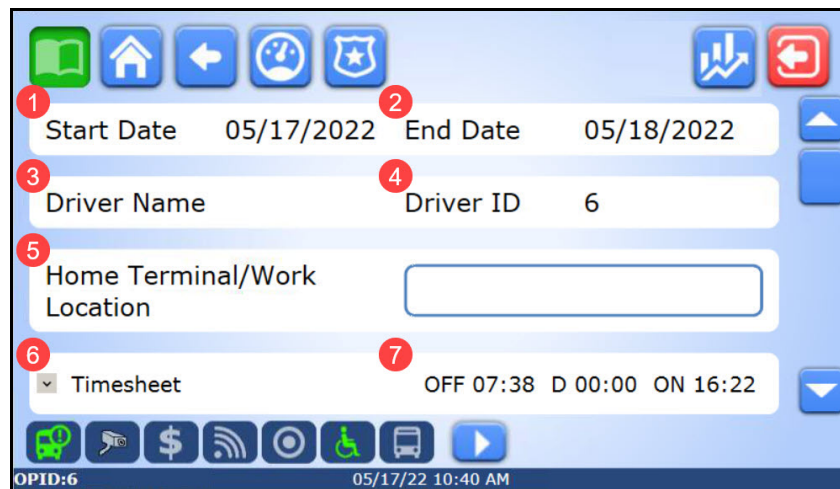 1 2
Start Date 05/17/2022 End Date 05/18/2022
3 4
Driver Name Driver ID 6
5
Home Terminal/Work
Location
6 7
Timesheet OFF 07:38 D 00:00 ON 16:22
$
OPID:6 05/17/22 10:40 AM